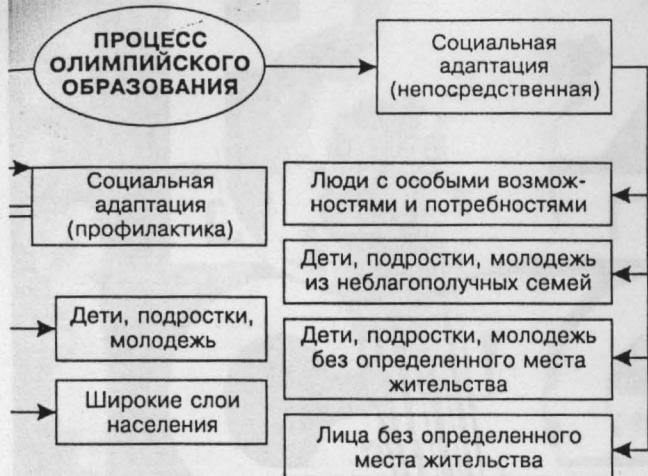 ПРОЦЕСС
ОЛИМПИЙСКОГО
ОБРАЗОВАНИЯ
Социальная
адаптация
(непосредственная)
Социальная
адаптация
(профилактика)
Люди с особыми возмож-
ностями и потребностями
Дети, подростки, молодежь
из неблагополучных семей
Дети, подростки,
молодежь
Дети, подростки, молодежь
без определенного места
жительства
Широкие слои
населения
Лица без определенного
места жительства